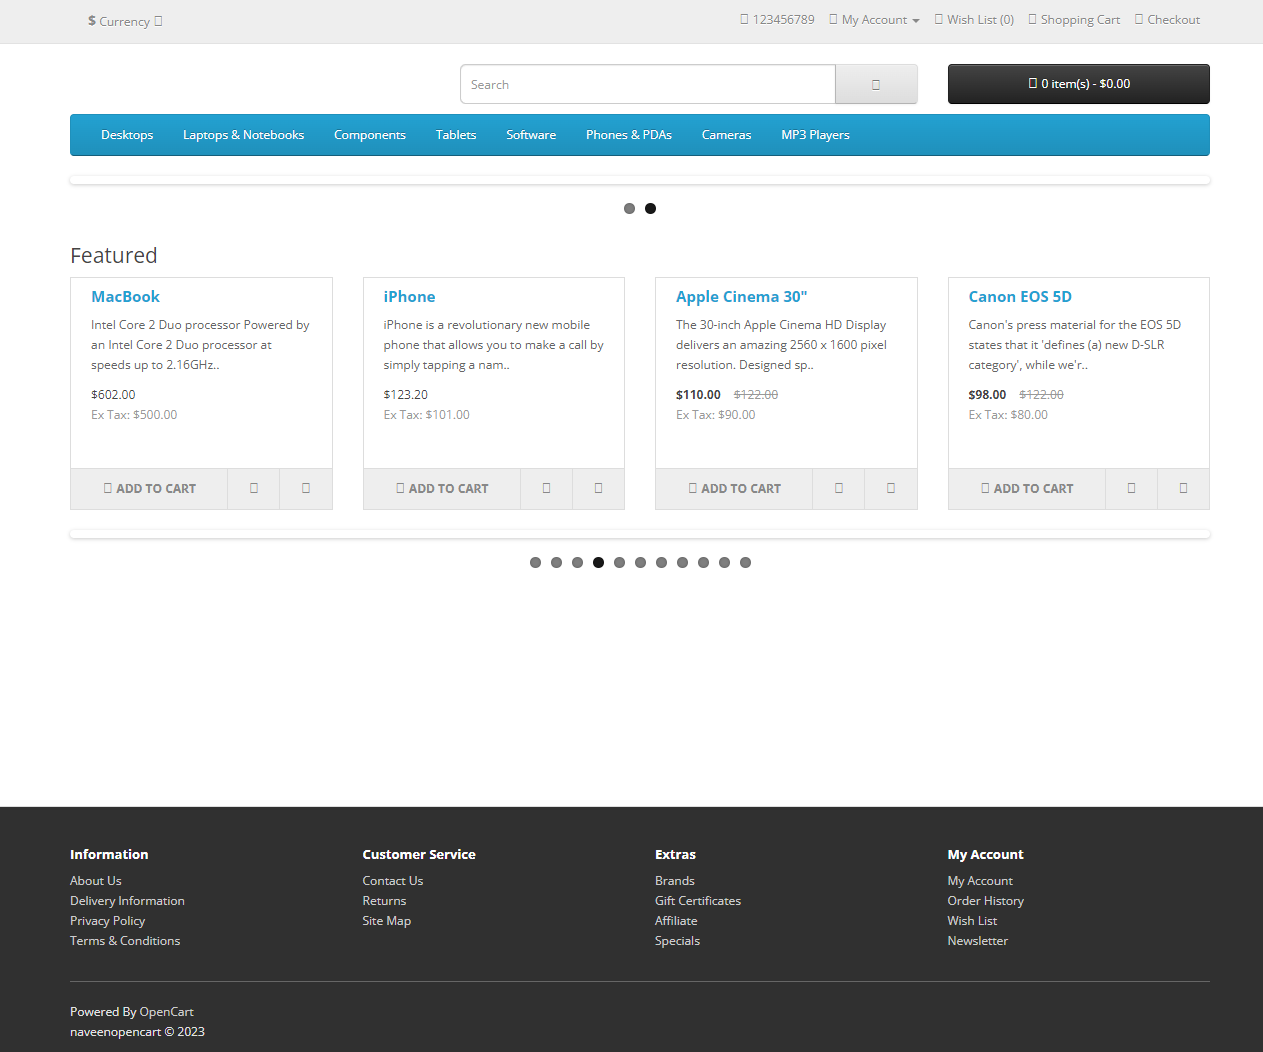 $ Currency
123456789 My Account Wish List (0) Shopping Cart Checkout
Search
0 item(s) - $0.00
Desktops Laptops & Notebooks Components Tablets Software Phones & PDAs Cameras MP3 Players
Featured
MacBook
Intel Core 2 Duo processor Powered by
an Intel Core 2 Duo processor at
speeds up to 2.16GHz..
$602.00
Ex Tax: $500.00
ADD TO CART
iPhone
iPhone is a revolutionary new mobile
phone that allows you to make a call by
simply tapping a nam..
$123.20
Ex Tax: $101.00
ADD TO CART
Apple Cinema 30"
The 30-inch Apple Cinema HD Display
delivers an amazing 2560 x 1600 pixel
resolution. Designed sp..
$110.00 $122.00
Ex Tax: $90.00
ADD TO CART
Canon EOS 5D
Canon's press material for the EOS 5D
states that it 'defines (a) new D-SLR
category', while we'r..
$98.00 $122.00
Ex Tax: $80.00
ADD TO CART
Information
About Us
Delivery Information
Privacy Policy
Terms & Conditions
Customer Service
Contact Us
Returns
Site Map
Extras
Brands
Gift Certificates
Affiliate
Specials
My Account
My Account
Order History
Wish List
Newsletter
Powered By OpenCart
naveenopencart © 2023